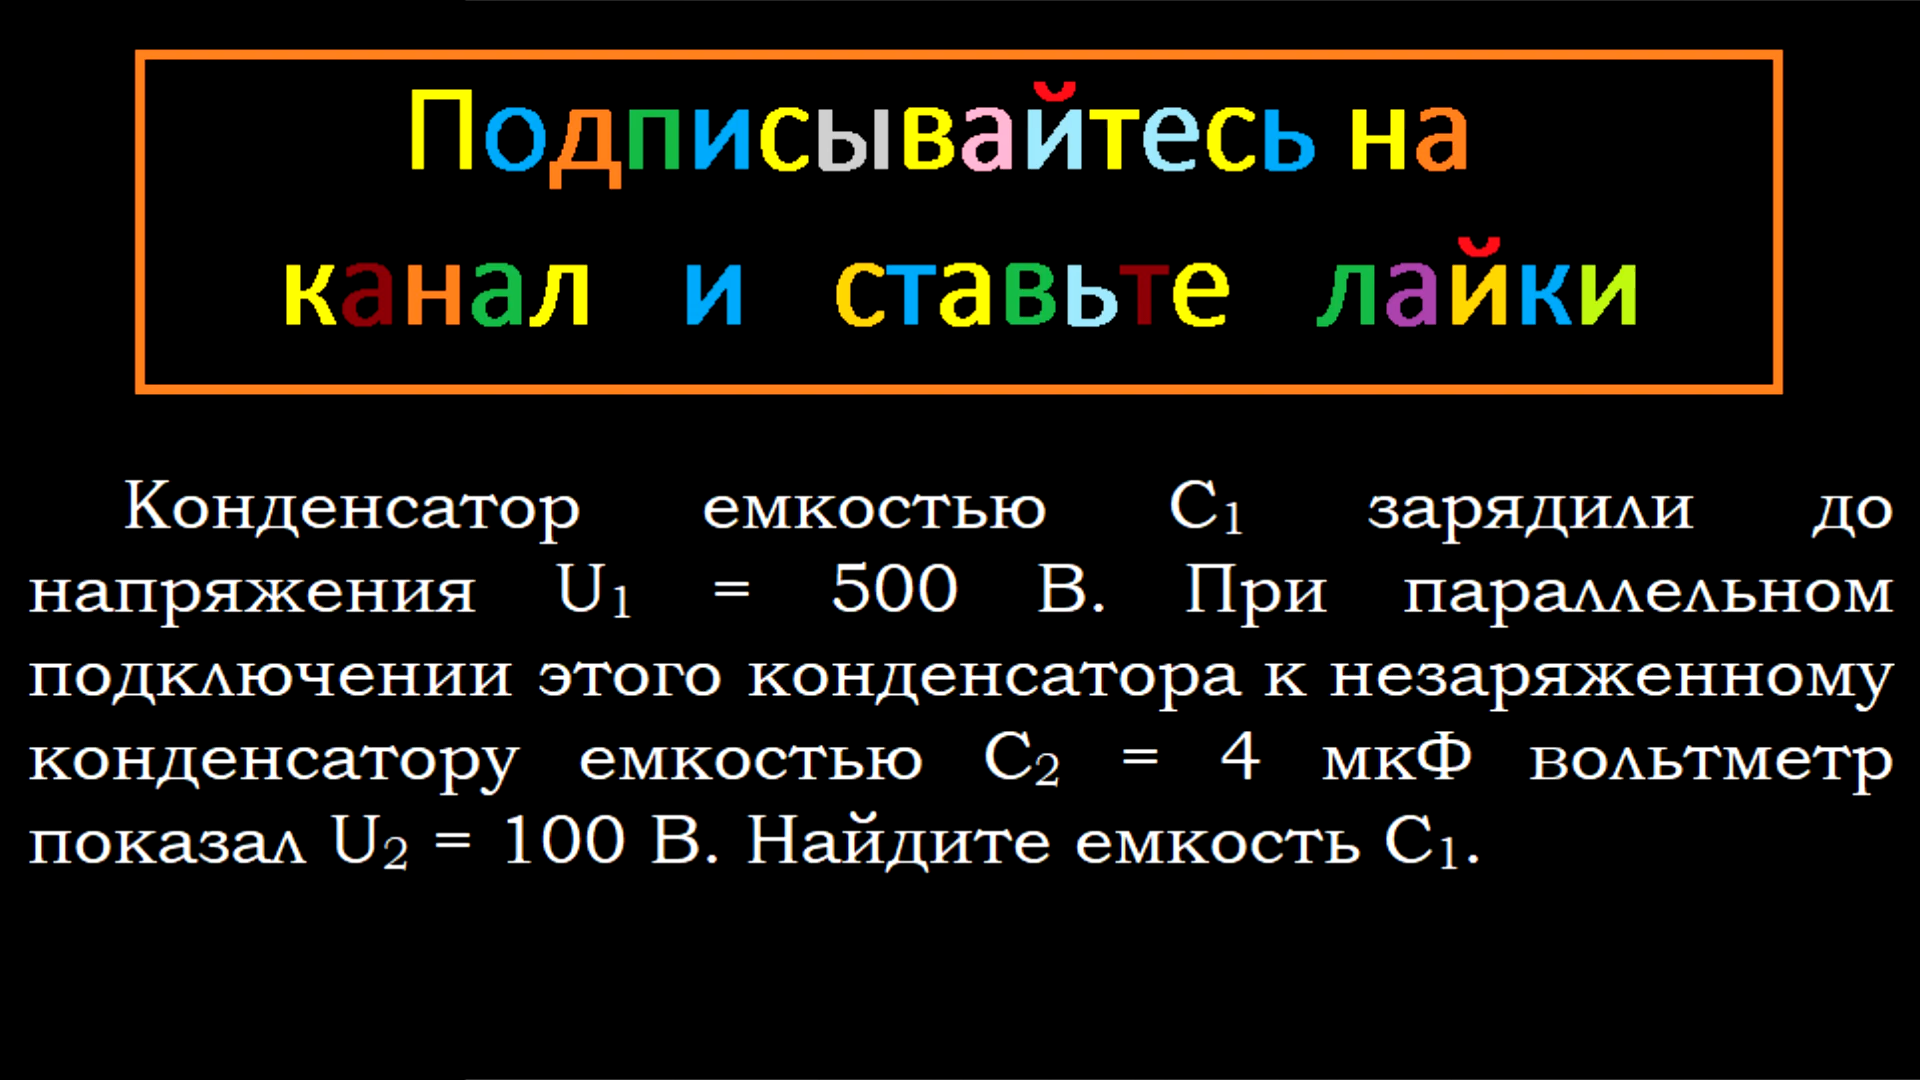 Подписывайтесь на
канал и ставьте лайки
Конденсатор емкостью C₁ зарядили до
напряжения U₁ = 500 В. При параллельном
подключении этого конденсатора к незаряженному
конденсатору емкостью C₂ = 4 мкФ вольтметр
показал U₂ = 100 В. Найдите емкость C₁.